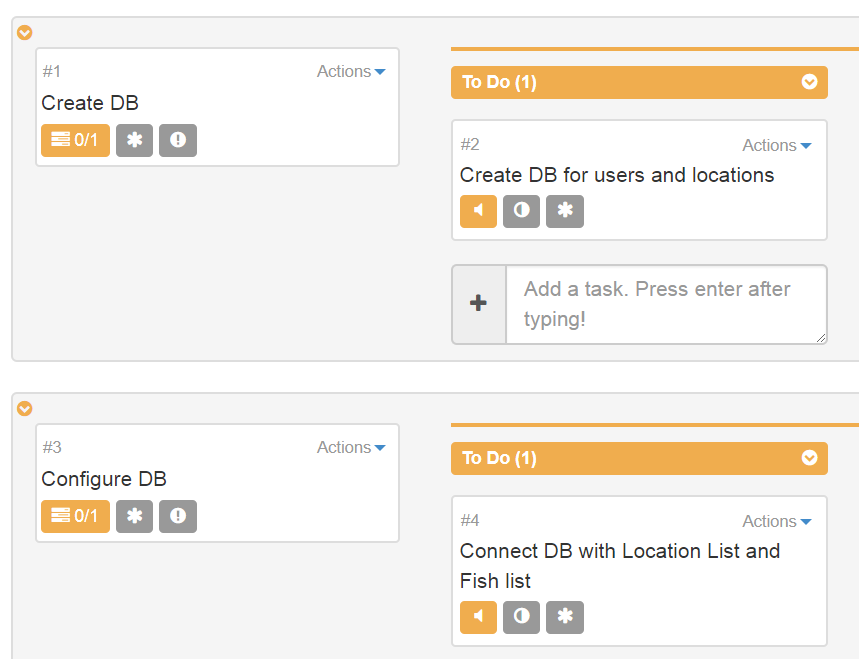 #1 Actions
Create DB
0/1
To Do (1)
#2 Actions
Create DB for users and locations
Add a task. Press enter after
typing!
#3 Actions
Configure DB
0/1
To Do (1)
#4 Actions
Connect DB with Location List and
Fish list